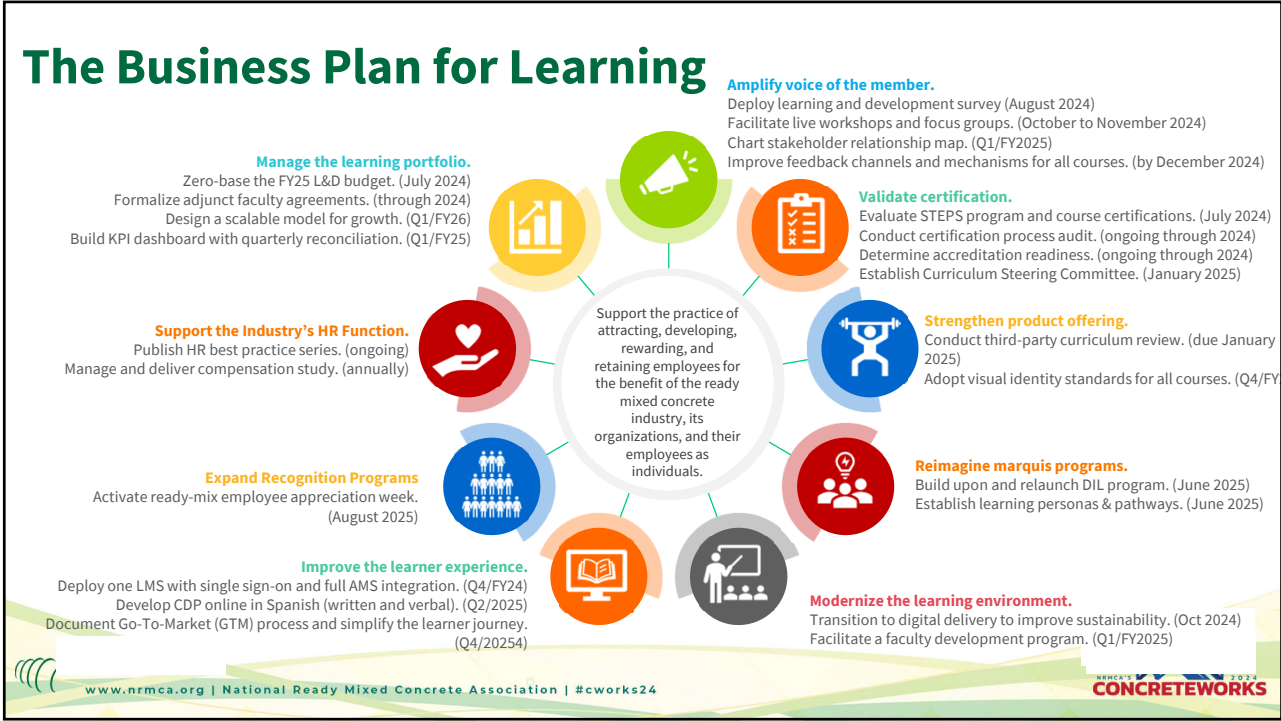 The Business Plan for Learning
Amplify voice of the member.
Deploy learning and development survey (August 2024)
Facilitate live workshops and focus groups. (October to November 2024)
Chart stakeholder relationship map. (Q1/FY2025)
Improve feedback channels and mechanisms for all courses. (by December 2024)
Manage the learning portfolio.
Zero-base the FY25 L&D budget. (July 2024)
Formalize adjunct faculty agreements. (through 2024)
Design a scalable model for growth. (Q1/FY26)
Build KPI dashboard with quarterly reconciliation. (Q1/FY25)
Validate certification.
Evaluate STEPS program and course certifications. (July 2024)
Conduct certification process audit. (ongoing through 2024)
Determine accreditation readiness. (ongoing through 2024)
Establish Curriculum Steering Committee. (January 2025)
Support the Industry’s HR Function.
Publish HR best practice series. (ongoing)
Manage and deliver compensation study. (annually)
Support the practice of
attracting, developing,
rewarding, and
retaining employees for
the benefit of the ready
mixed concrete
industry, its
organizations, and their
employees as
individuals.
Strengthen product offering.
Conduct third-party curriculum review. (due January
2025)
Adopt visual identity standards for all courses. (Q4/FY
Expand Recognition Programs
Activate ready-mix employee appreciation week.
(August 2025)
Reimagine marquis programs.
Build upon and relaunch DIL program. (June 2025)
Establish learning personas & pathways. (June 2025)
Improve the learner experience.
Deploy one LMS with single sign-on and full AMS integration. (Q4/FY24)
Develop CDP online in Spanish (written and verbal). (Q2/2025)
Document Go-To-Market (GTM) process and simplify the learner journey.
(Q4/20254)
Modernize the learning environment.
Transition to digital delivery to improve sustainability. (Oct 2024)
Facilitate a faculty development program. (Q1/FY2025)
www.nrmca.org | National Ready Mixed Concrete Association | #cworks24
NRMCA'S 2024
CONCRETEWORKS